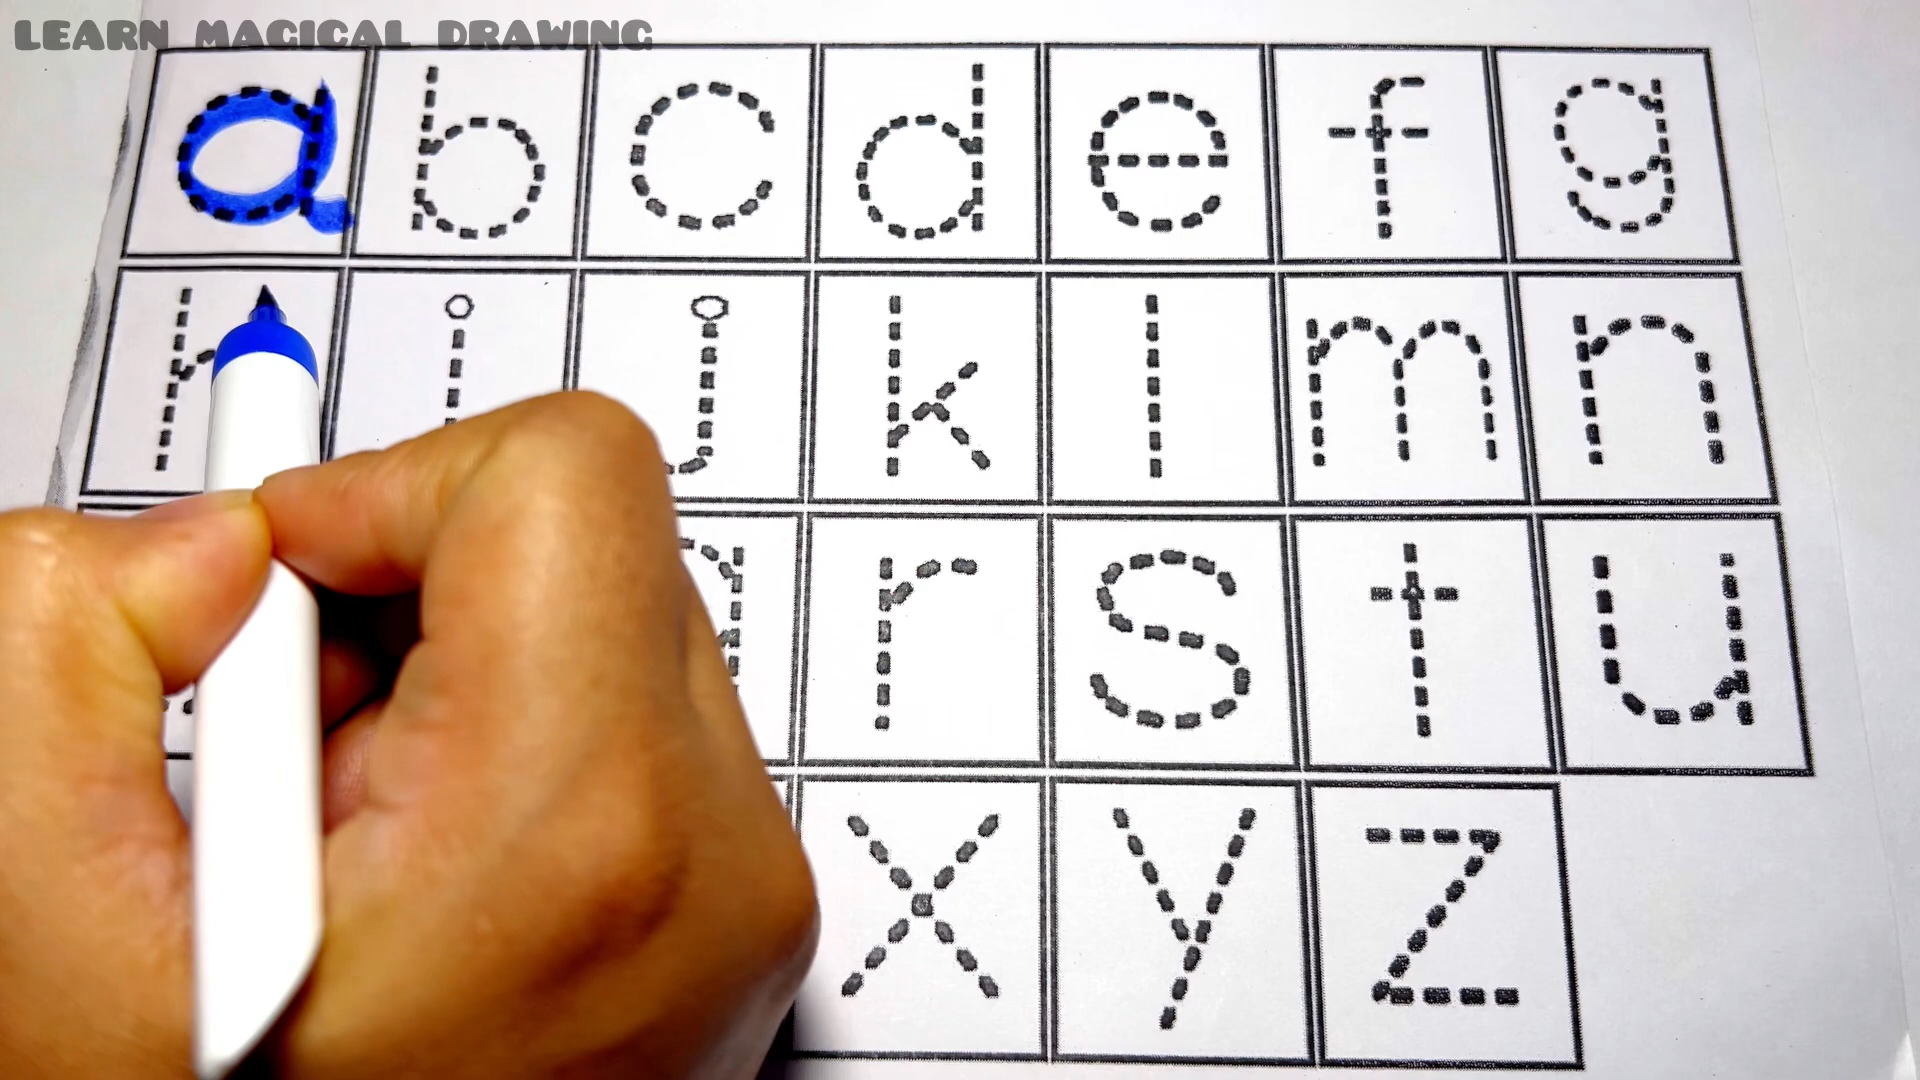 LEARN MAGICAL DRAWING
a b c d e f g
h i j k l m n
q r s t u
x y z